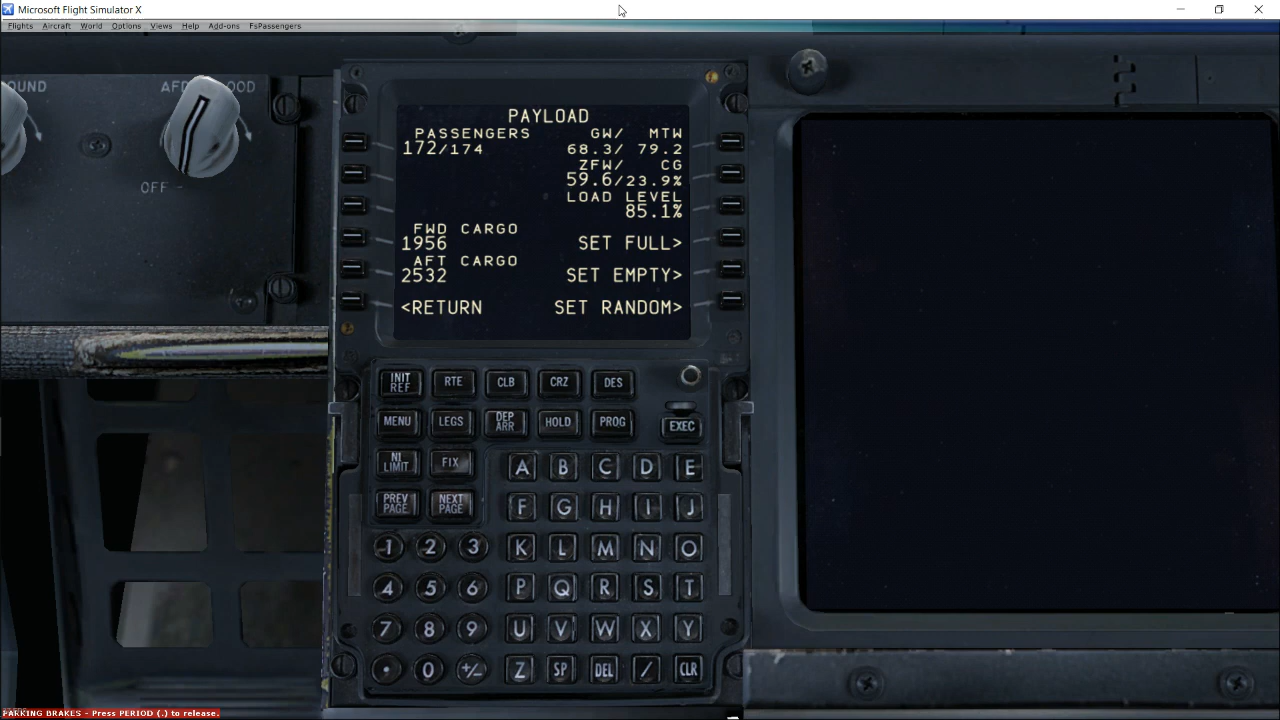 Microsoft Flight Simulator X
Flights Aircraft World Options Views Help Add-ons FsPassengers
OUND
AFD OOD
OFF
PAYLOAD
PASSENGERS GW/ MTW
172/174 68.3/ 79.2
ZFW/ CG
59.6/23.9%
LOAD LEVEL
85.1%
FWD CARGO
1956 SET FULL>
AFT CARGO
2532 SET EMPTY>
<RETURN SET RANDOM>
INIT REF RTE CLB CRZ DES
MENU LEGS DEP ARR HOLD PROG EXEC
N1 LIMIT FIX A B C D E
PREV PAGE NEXT PAGE F G H I J
1 2 3 K L M N O
4 5 6 P Q R S T
7 8 9 U V W X Y
. 0 +/- Z SP DEL / CLR
PARKING BRAKES - Press PERIOD (.) to release.